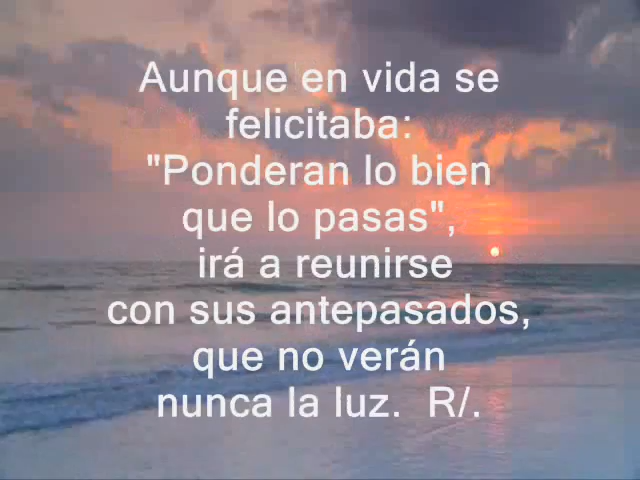 Aunque en vida se
felicitaba:
"Ponderan lo bien
que lo pasas",
irá a reunirse
con sus antepasados,
que no verán
nunca la luz.  R/.